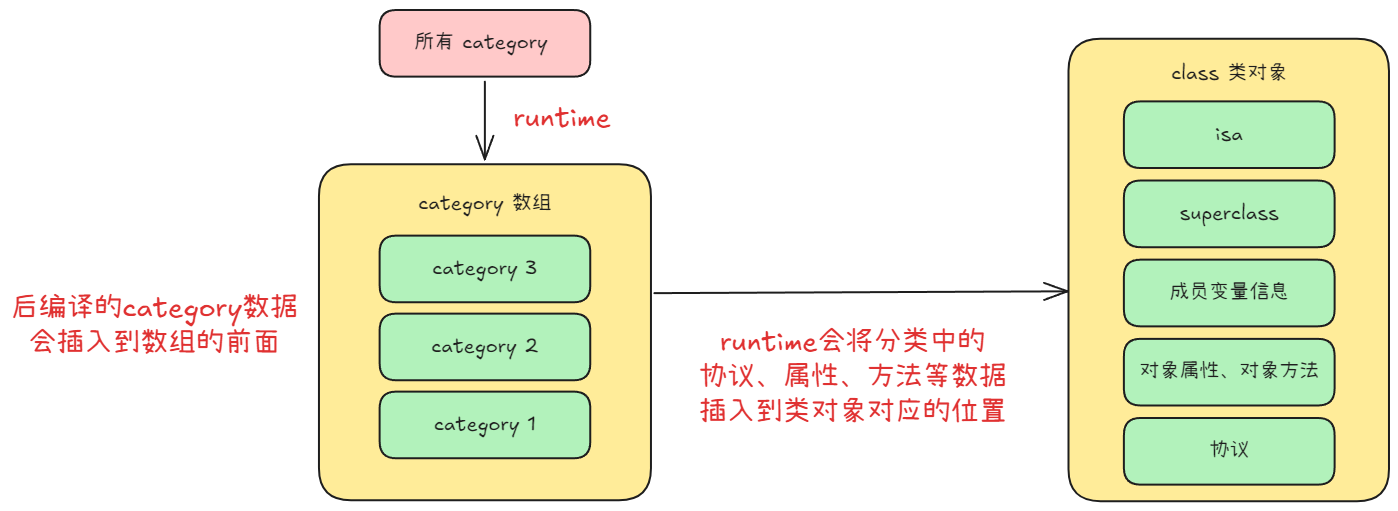 所有 category
runtime
category 数组
category 3
category 2
category 1
后编译的category数据
会插入到数组的前面
runtime会将分类中的
协议、属性、方法等数据
插入到类对象对应的位置
class 类对象
isa
superclass
成员变量信息
对象属性、对象方法
协议